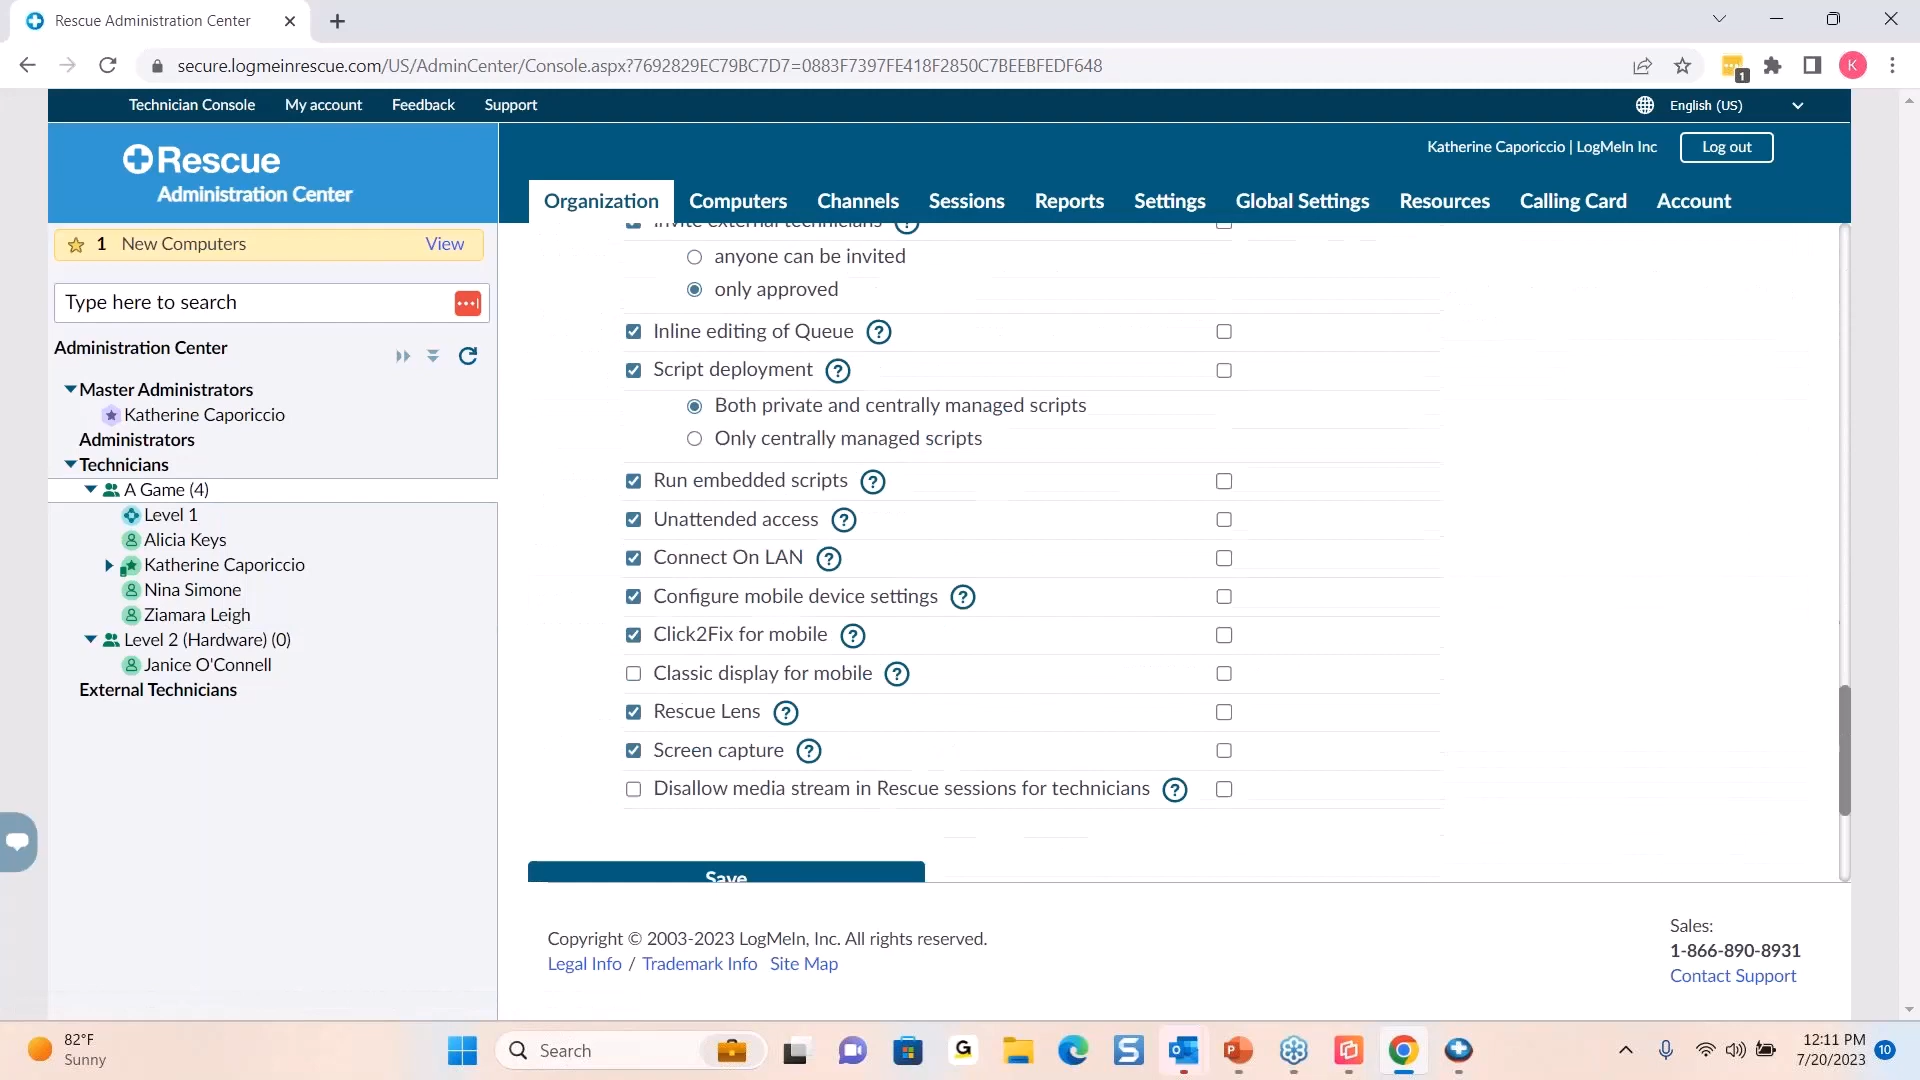 Rescue Administration Center
secure.logmeinrescue.com/US/AdminCenter/Console.aspx?7692829EC79BC7D7=0883F7397FE418F2850C7BEEBFEDF648
1
K
Technician Console My account Feedback Support
English (US)
Rescue
Administration Center
Katherine Caporiccio | LogMeIn Inc
Log out
Organization Computers Channels Sessions Reports Settings Global Settings Resources Calling Card Account
1 New Computers View
Type here to search
Administration Center
Master Administrators
Katherine Caporiccio
Administrators
Technicians
A Game (4)
Level 1
Alicia Keys
Katherine Caporiccio
Nina Simone
Ziamara Leigh
Level 2 (Hardware) (0)
Janice O'Connell
External Technicians
Invite external technicians ?
anyone can be invited
only approved
Inline editing of Queue ?
Script deployment ?
Both private and centrally managed scripts
Only centrally managed scripts
Run embedded scripts ?
Unattended access ?
Connect On LAN ?
Configure mobile device settings ?
Click2Fix for mobile ?
Classic display for mobile ?
Rescue Lens ?
Screen capture ?
Disallow media stream in Rescue sessions for technicians ?
Save
Copyright © 2003-2023 LogMeIn, Inc. All rights reserved.
Legal Info / Trademark Info Site Map
Sales:
1-866-890-8931
Contact Support
82°F
Sunny
Search
12:11 PM
7/20/2023
10